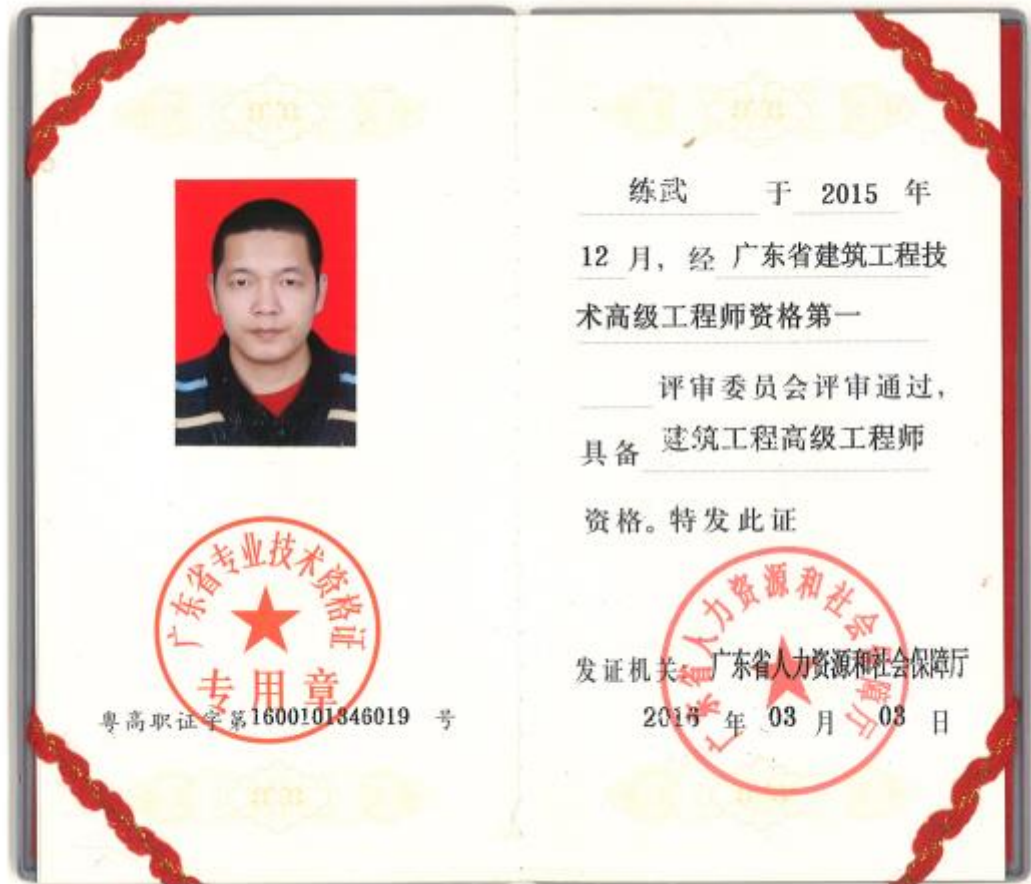 广东省专业技术资格证
专用章
粤高职证字第1600101346019 号
练武 于 2015 年
12 月，经 广东省建筑工程技
术高级工程师资格第一
评审委员会评审通过，
具备 建筑工程高级工程师
资格。特发此证
广东省人力资源和社会保障厅
发证机关：广东省人力资源和社会保障厅
2016 年 03 月 03 日